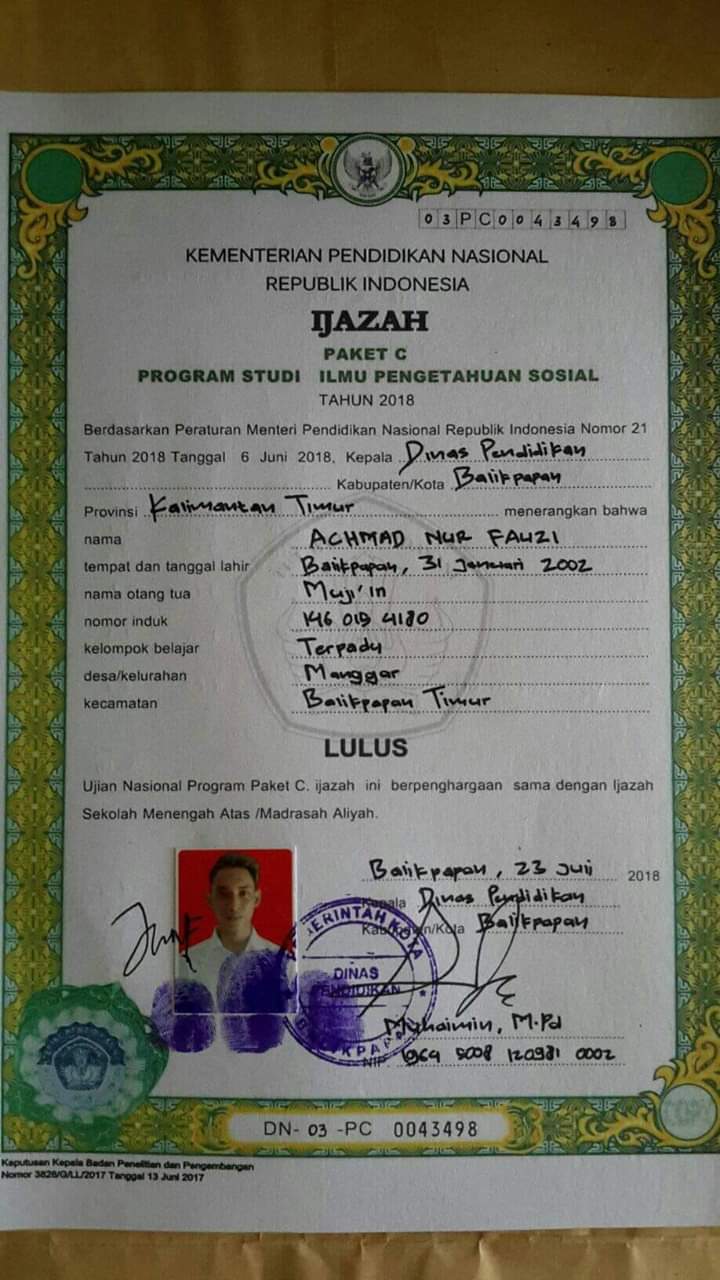 03PC0043498
KEMENTERIAN PENDIDIKAN NASIONAL
REPUBLIK INDONESIA
IJAZAH
PAKET C
PROGRAM STUDI ILMU PENGETAHUAN SOSIAL
TAHUN 2018
Berdasarkan Peraturan Menteri Pendidikan Nasional Republik Indonesia Nomor 21
Tahun 2018 Tanggal 6 Juni 2018, Kepala Dinas Pendidikan
Kabupaten/Kota Balikpapan
Provinsi Kalimantan Timur menerangkan bahwa
nama ACHMAD NUR FAUZI
tempat dan tanggal lahir Balikpapan, 31 Januari 2002
nama otang tua Muji'in
nomor induk 146 019 4180
kelompok belajar Terpadu
desa/kelurahan Manggar
kecamatan Balikpapan Timur
LULUS
Ujian Nasional Program Paket C. ijazah ini berpenghargaan sama dengan Ijazah
Sekolah Menengah Atas /Madrasah Aliyah.
Balikpapan, 23 Juli 2018
Kepala Dinas Pendidikan
Kabupaten/Kota Balikpapan
PEMERINTAH KOTA
DINAS
PENDIDIKAN
BALIKPAPAN
Muhaimin, M.Pd
NIP. 1969 5008 120981 0002
DN- 03 -PC 0043498
Keputusan Kepala Badan Penelitian dan Pengembangan
Nomor 3826/G/LL/2017 Tanggal 13 Juni 2017